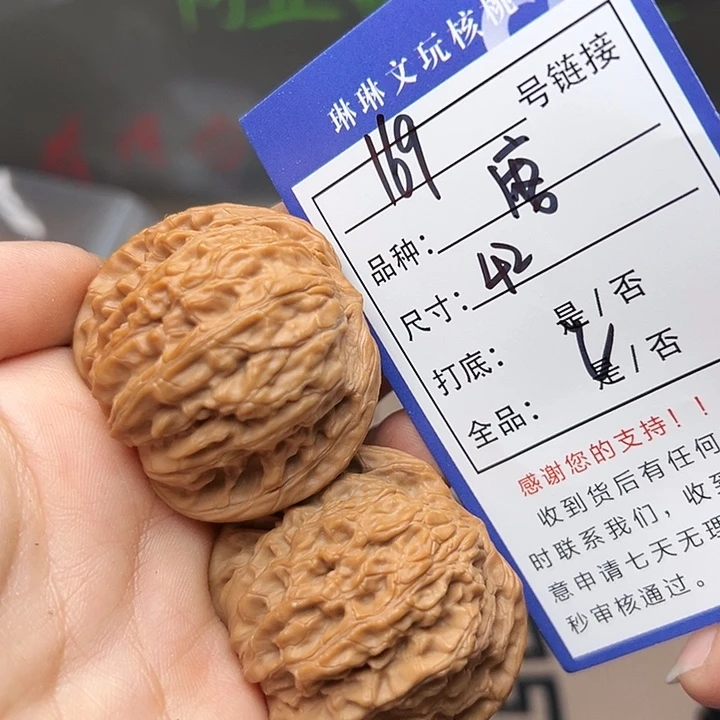 琳琳文玩核桃
169 号链接
品种：唐
尺寸：42
打底：是/否
全品：是/否
感谢您的支持！！
收到货后有任何
时联系我们，收到
意申请七天无理
秒审核通过。